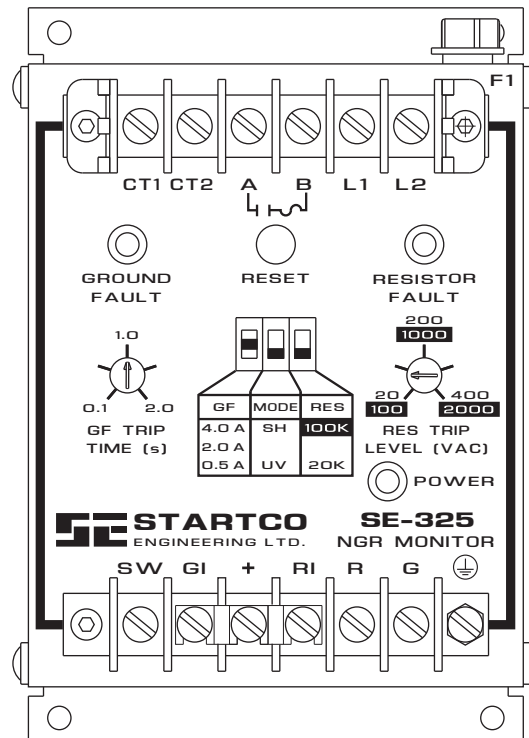 F1
CT1 CT2 A B L1 L2
GROUND FAULT
RESET
RESISTOR FAULT
1.0
0.1 2.0
GF TRIP
TIME (s)
GF MODE RES
4.0 A SH 100K
2.0 A
0.5 A UV 20K
200
1000
20 400
100 2000
RES TRIP
LEVEL (VAC)
POWER
SE STARTCO
ENGINEERING LTD.
SE-325
NGR MONITOR
SW GI + RI R G